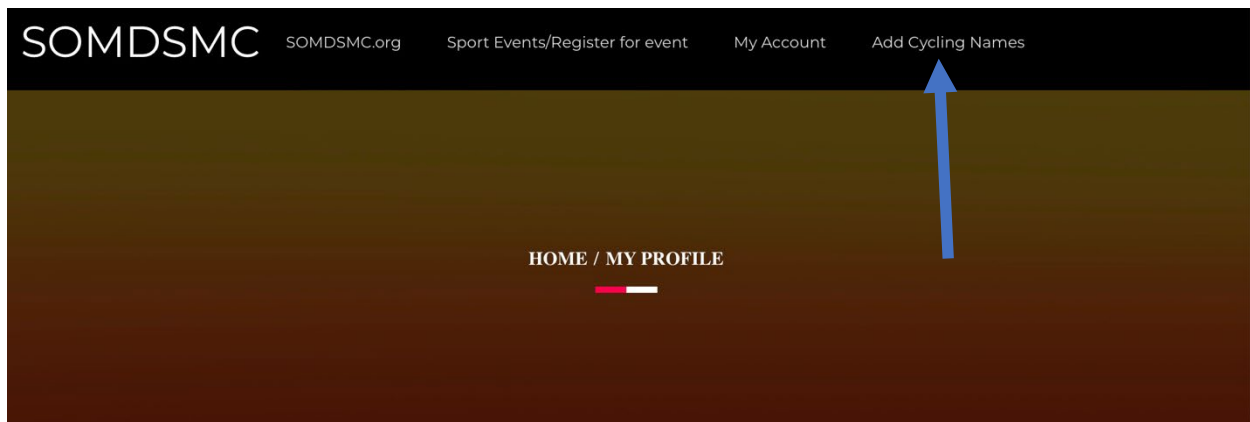 SOMDSMC SOMDSMC.org Sport Events/Register for event My Account Add Cycling Names
HOME / MY PROFILE